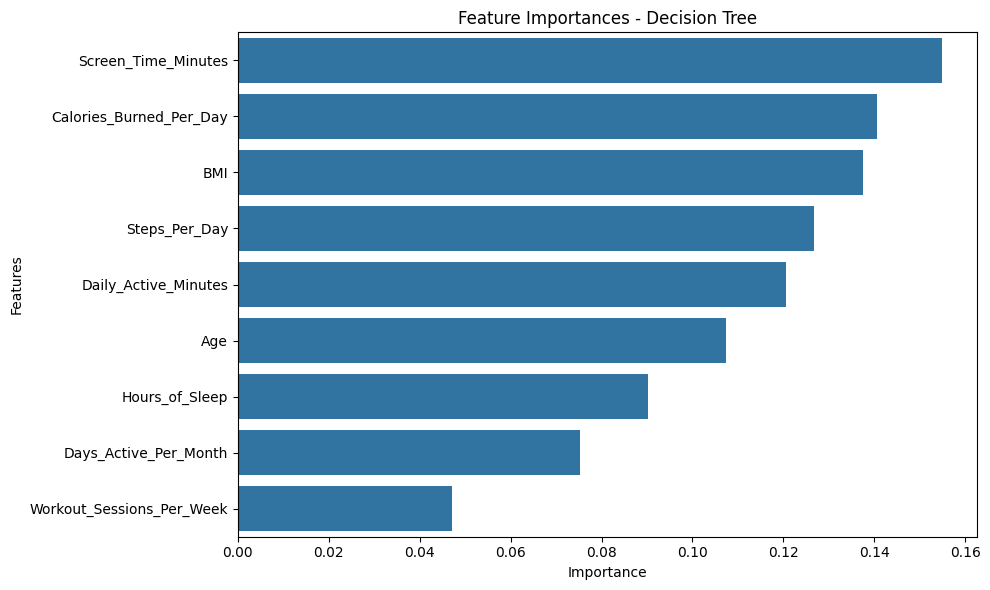 Feature Importances - Decision Tree
Features
Screen_Time_Minutes
Calories_Burned_Per_Day
BMI
Steps_Per_Day
Daily_Active_Minutes
Age
Hours_of_Sleep
Days_Active_Per_Month
Workout_Sessions_Per_Week
0.00 0.02 0.04 0.06 0.08 0.10 0.12 0.14 0.16
Importance